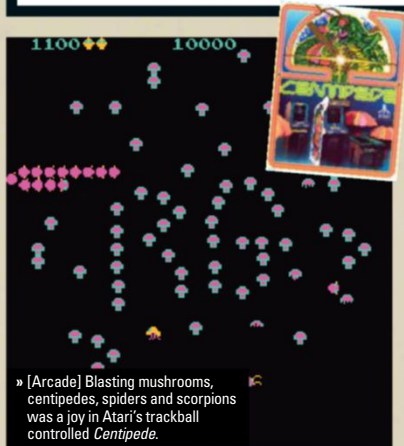 1100 10000
CENTIPEDE
» [Arcade] Blasting mushrooms,
centipedes, spiders and scorpions
was a joy in Atari's trackball
controlled Centipede.